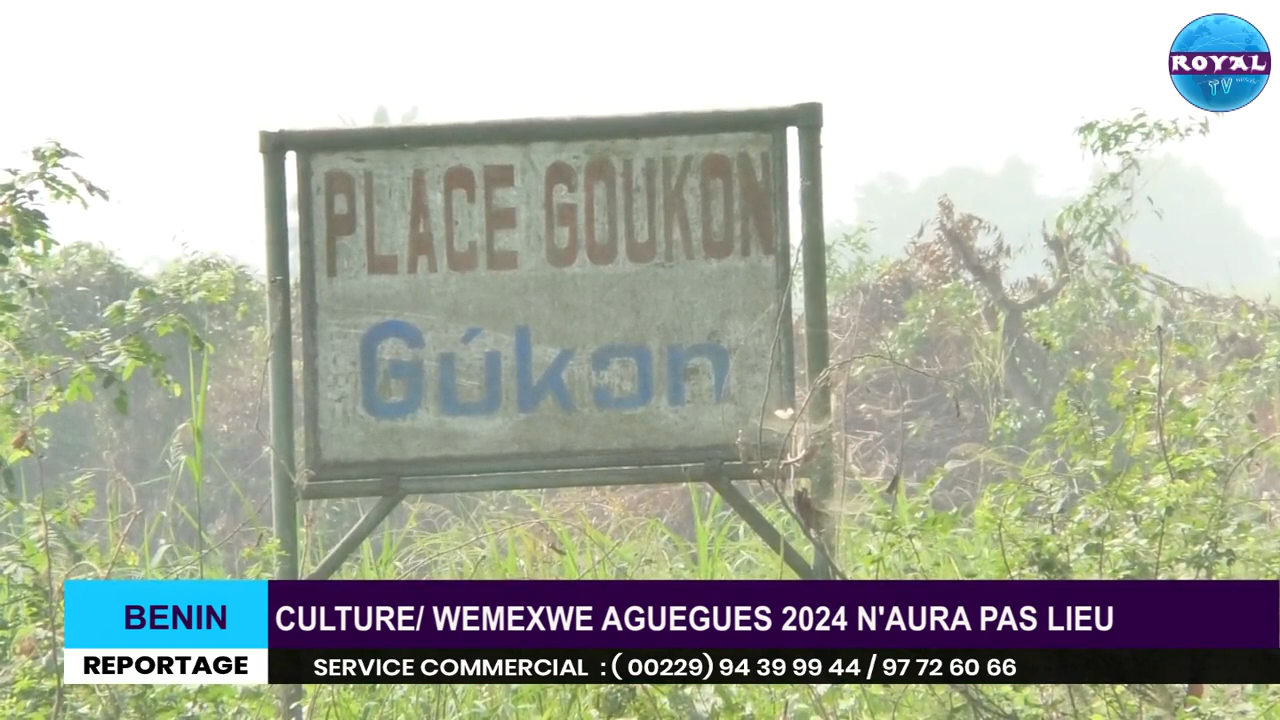 ROYAL
TV
PLACE GOUKON
Gúkɔn
BENIN
CULTURE/ WEMEXWE AGUEGUES 2024 N'AURA PAS LIEU
REPORTAGE
SERVICE COMMERCIAL : ( 00229) 94 39 99 44 / 97 72 60 66